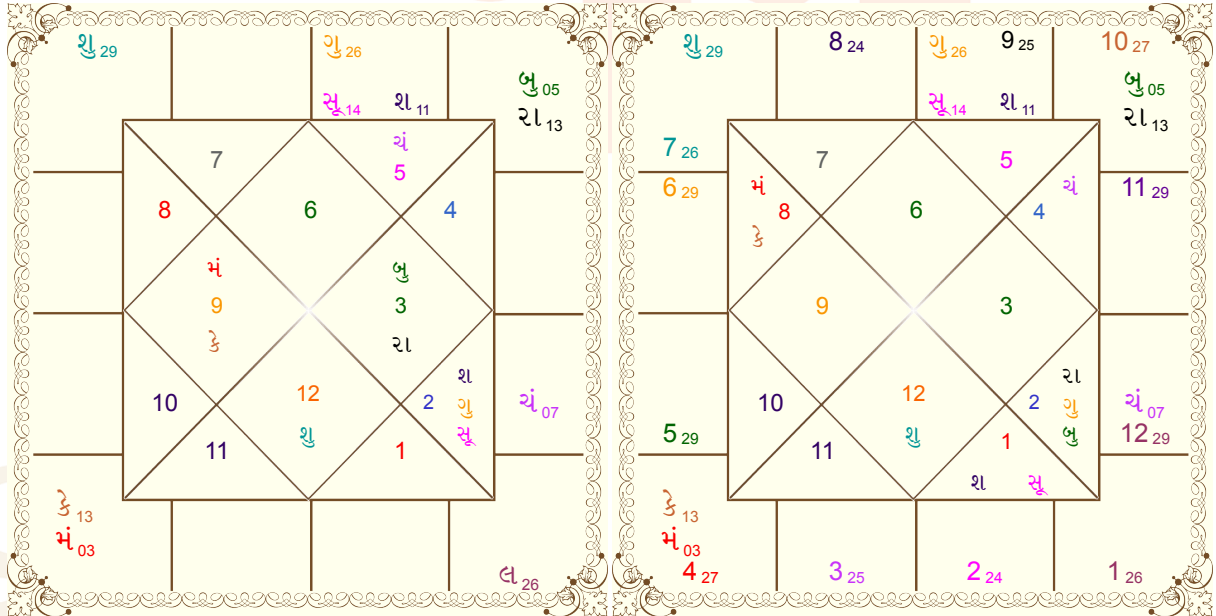 શુ 29 ગુ 26
સૂ 14 શ 11
બુ 05
રા 13
7
ચં
5
8 6 4
મં
9
કે
બુ
3
રા
10 12 2
શ
ગુ
સૂ
11 શુ 1
ચં 07
કે 13
મં 03
લ 26
શુ 29 8 24 ગુ 26 9 25 10 27
સૂ 14 શ 11
બુ 05
રા 13
7 26
6 29
7 5
મં
8
કે
6
ચં
4
11 29
9 3
10 12 2
રા
ગુ
બુ
11 શુ 1
શ સૂ
ચં 07
12 29
5 29
કે 13
મં 03
4 27 3 25 2 24 1 26